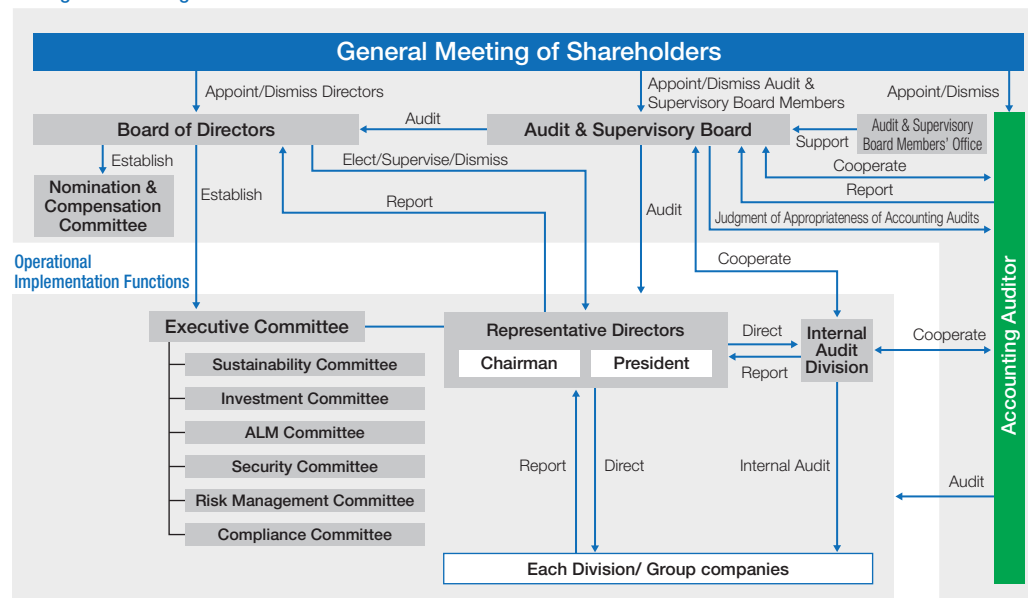 General Meeting of Shareholders
Appoint/Dismiss Directors
Appoint/Dismiss Audit &
Supervisory Board Members
Appoint/Dismiss
Board of Directors
Audit
Audit & Supervisory Board
Support
Audit & Supervisory
Board Members' Office
Establish
Elect/Supervise/Dismiss
Cooperate
Nomination &
Compensation
Committee
Establish
Report
Audit
Report
Judgment of Appropriateness of Accounting Audits
Operational
Implementation Functions
Cooperate
Accounting Auditor
Executive Committee
Representative Directors
Chairman
President
Direct
Report
Internal
Audit
Division
Cooperate
Sustainability Committee
Investment Committee
ALM Committee
Security Committee
Risk Management Committee
Compliance Committee
Report
Direct
Internal Audit
Audit
Each Division/ Group companies